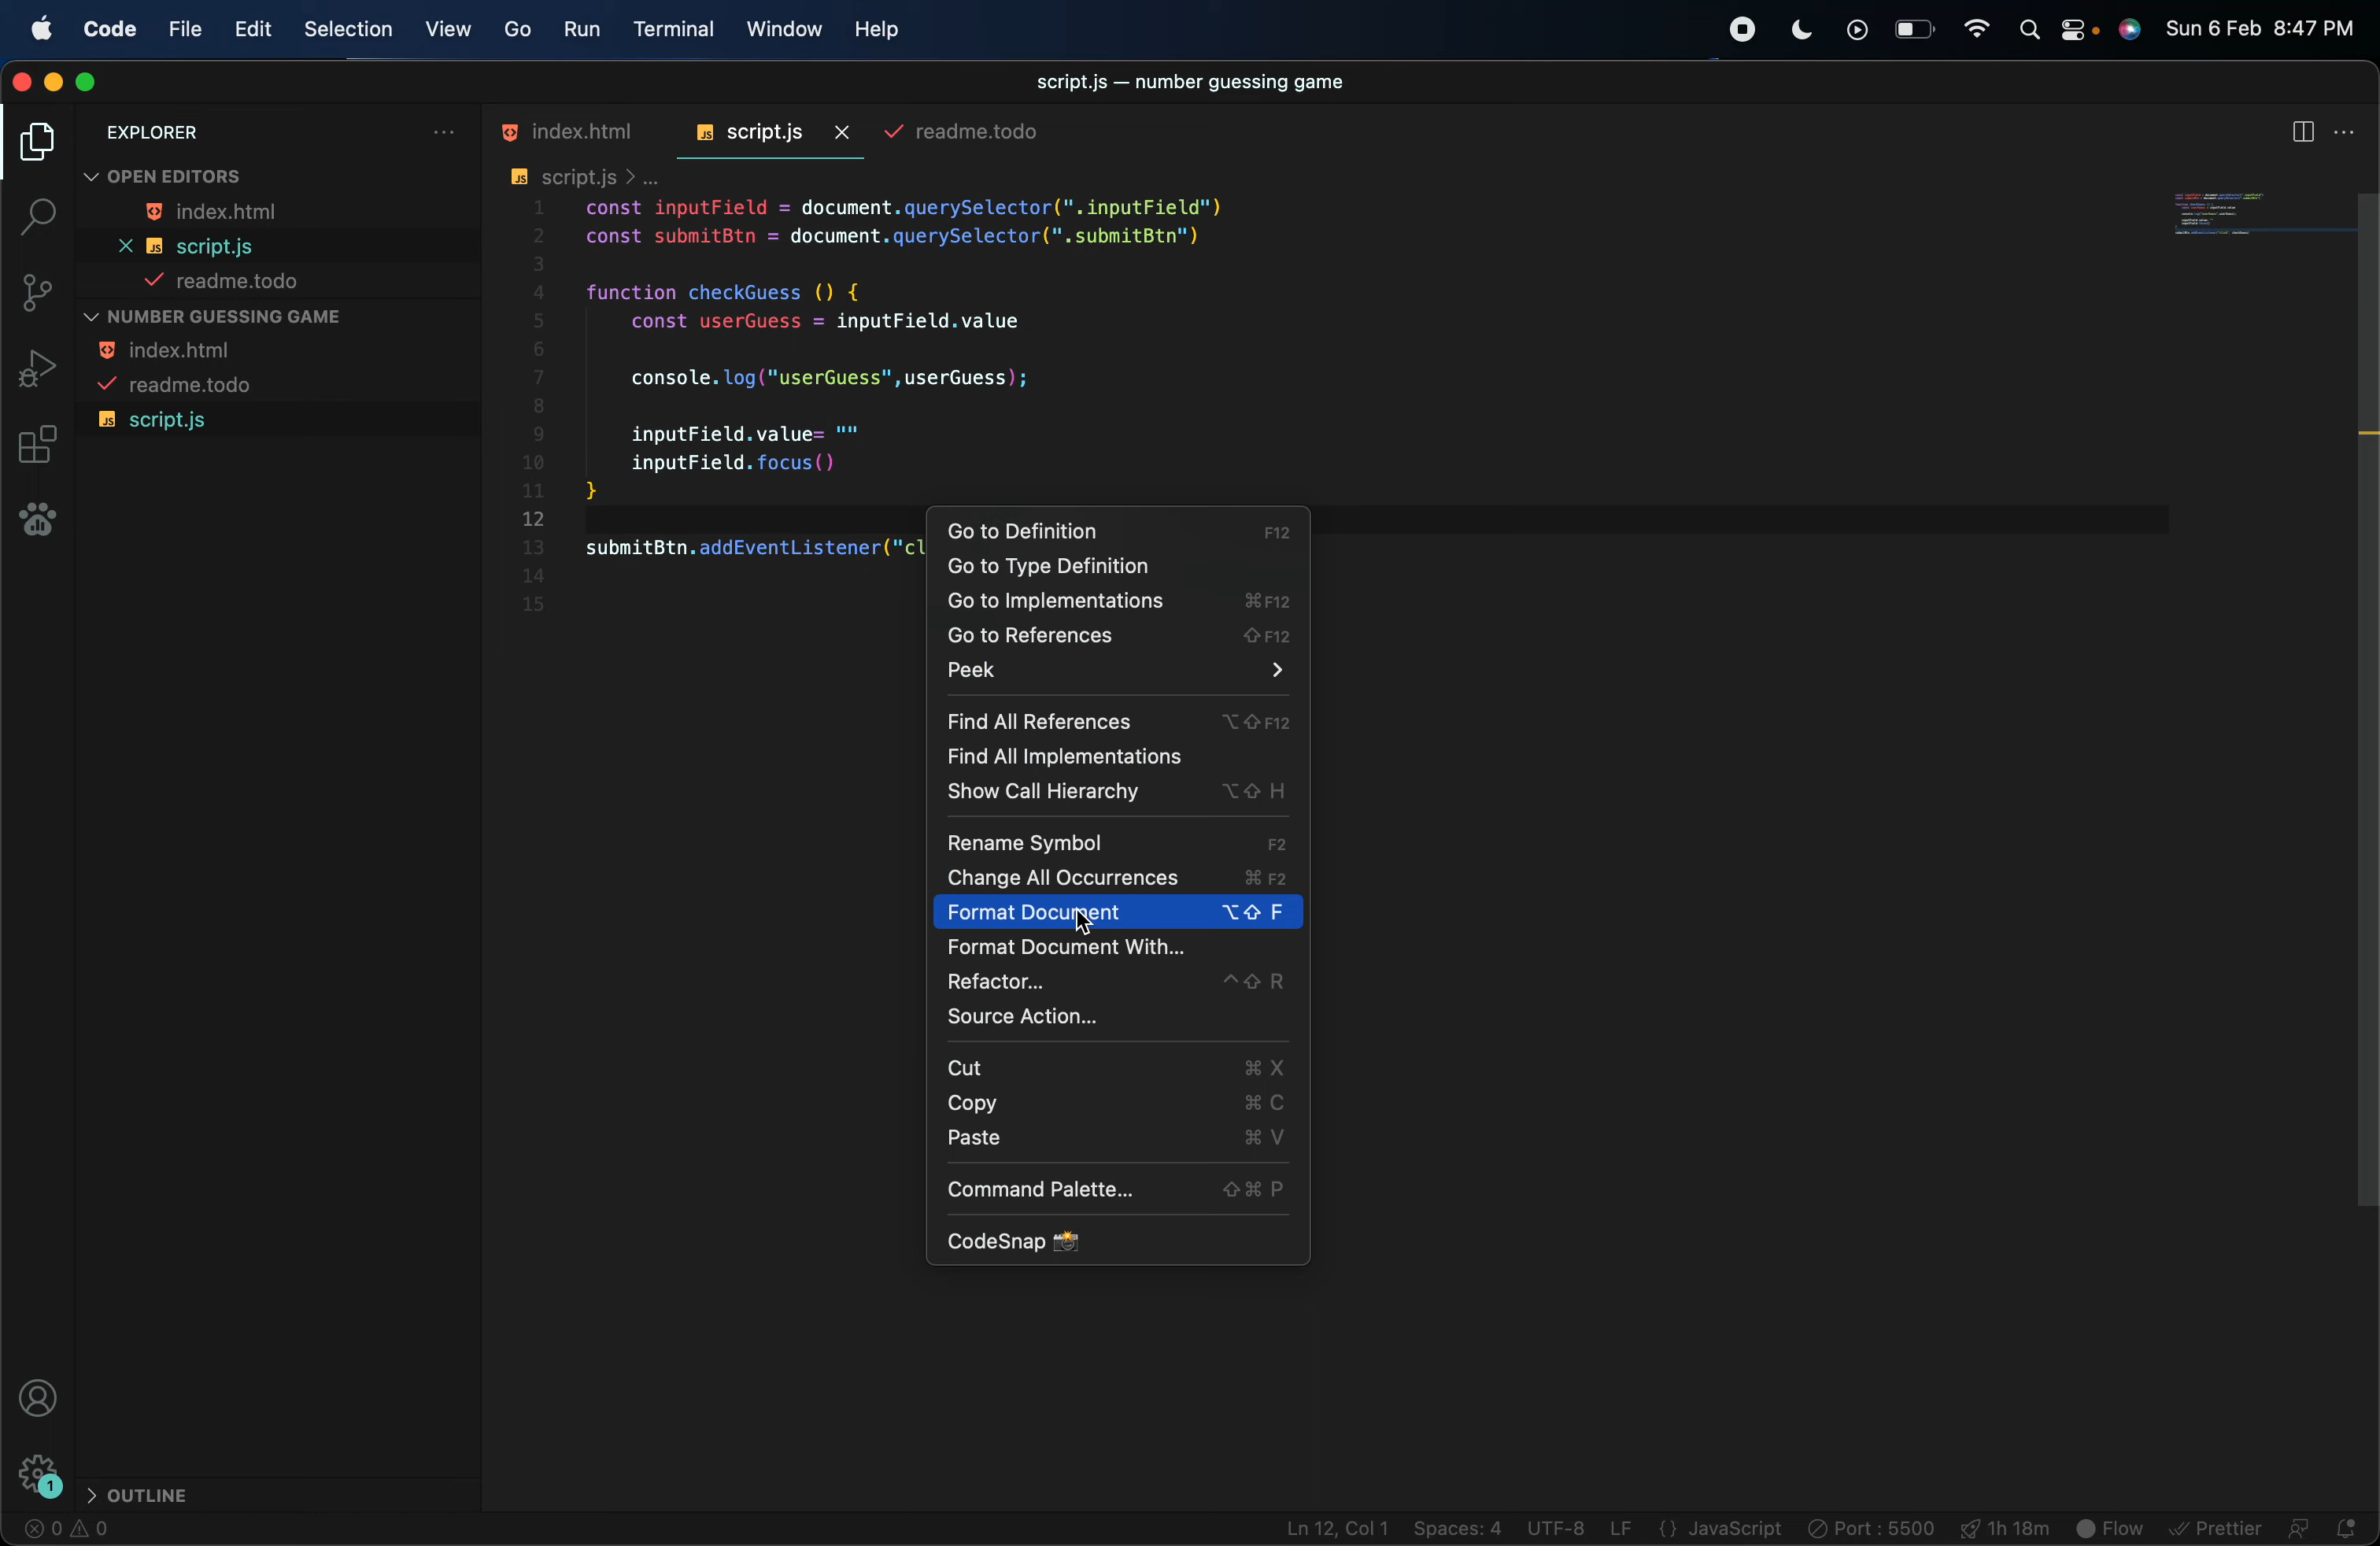 Code File Edit Selection View Go Run Terminal Window Help Sun 6 Feb 8:47 PM
script.js — number guessing game
EXPLORER
OPEN EDITORS
index.html
script.js
readme.todo
NUMBER GUESSING GAME
index.html
readme.todo
script.js
OUTLINE
index.html script.js readme.todo
script.js > ...
1 const inputField = document.querySelector(".inputField")
2 const submitBtn = document.querySelector(".submitBtn")
3
4 function checkGuess () {
5 const userGuess = inputField.value
6
7 console.log("userGuess",userGuess);
8
9 inputField.value= ""
10 inputField.focus()
11 }
12
13 submitBtn.addEventListener("cl
14
15
Go to Definition F12
Go to Type Definition
Go to Implementations ⌘F12
Go to References ⇧F12
Peek
Find All References ⌥⇧F12
Find All Implementations
Show Call Hierarchy ⌥⇧ H
Rename Symbol F2
Change All Occurrences ⌘ F2
Format Document ⌥⇧ F
Format Document With...
Refactor... ^⇧ R
Source Action...
Cut ⌘ X
Copy ⌘ C
Paste ⌘ V
Command Palette... ⇧⌘ P
CodeSnap 📸
1
0 0 Ln 12, Col 1 Spaces: 4 UTF-8 LF {} JavaScript Port : 5500 1h 18m Flow Prettier